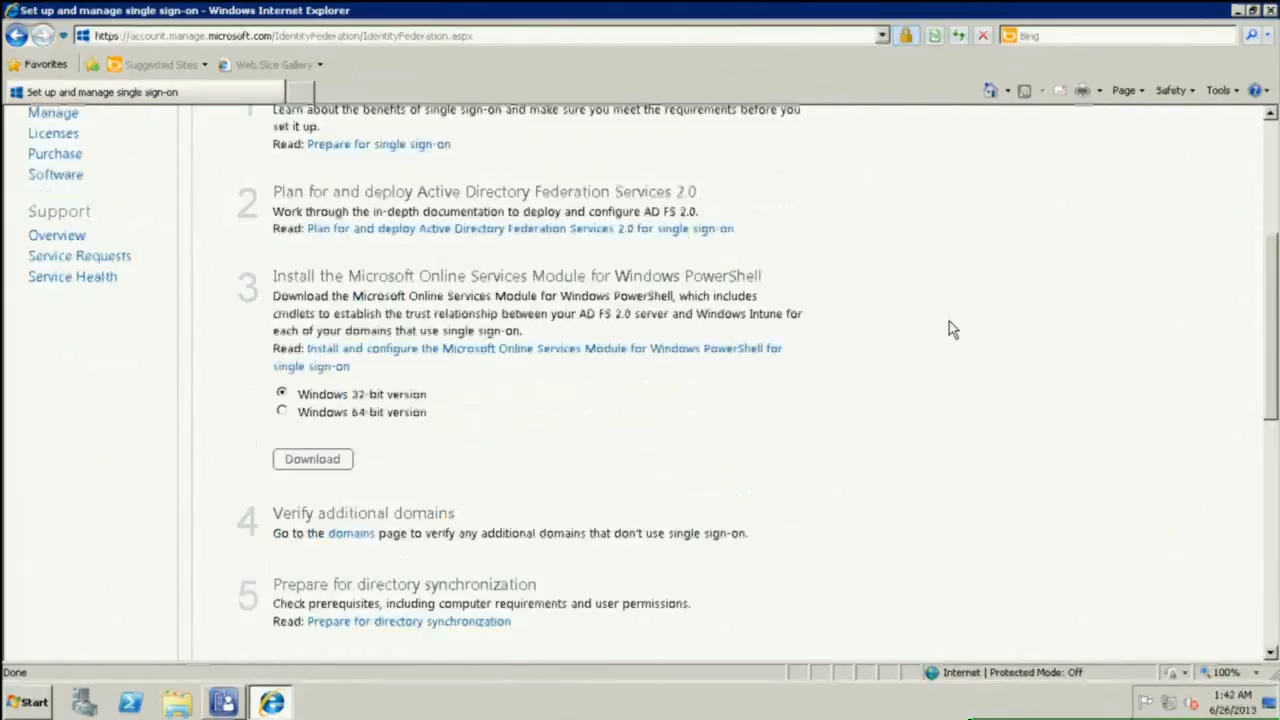 Set up and manage single sign-on - Windows Internet Explorer
https://account.manage.microsoft.com/IdentityFederation/IdentityFederation.aspx
Bing
Favorites
Suggested Sites
Web Slice Gallery
Set up and manage single sign-on
Page
Safety
Tools
Manage
Licenses
Purchase
Software
Support
Overview
Service Requests
Service Health
Learn about the benefits of single sign-on and make sure you meet the requirements before you
set it up.
Read: Prepare for single sign-on
2
Plan for and deploy Active Directory Federation Services 2.0
Work through the in-depth documentation to deploy and configure AD FS 2.0.
Read: Plan for and deploy Active Directory Federation Services 2.0 for single sign-on
3
Install the Microsoft Online Services Module for Windows PowerShell
Download the Microsoft Online Services Module for Windows PowerShell, which includes
cmdlets to establish the trust relationship between your AD FS 2.0 server and Windows Intune for
each of your domains that use single sign-on.
Read: Install and configure the Microsoft Online Services Module for Windows PowerShell for
single sign-on
Windows 32-bit version
Windows 64-bit version
Download
4
Verify additional domains
Go to the domains page to verify any additional domains that don't use single sign-on.
5
Prepare for directory synchronization
Check prerequisites, including computer requirements and user permissions.
Read: Prepare for directory synchronization
Done
Internet | Protected Mode: Off
100%
Start
1:42 AM
6/26/2013